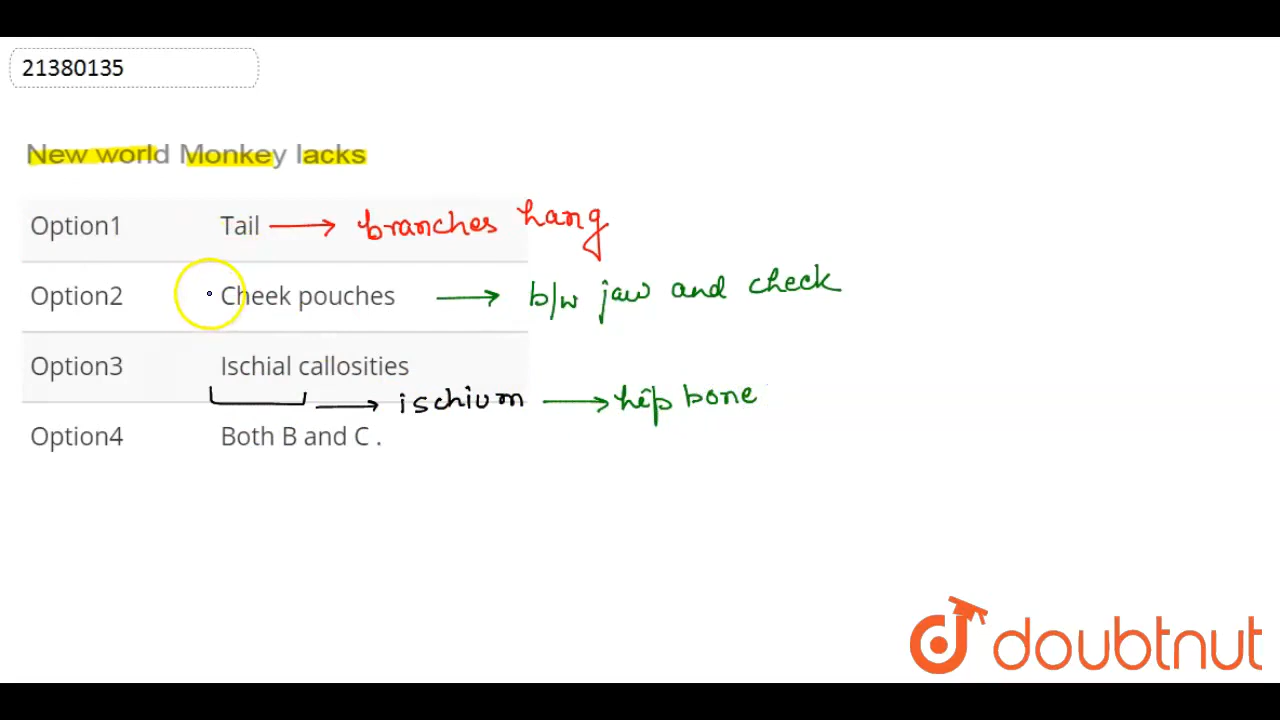 21380135
New world Monkey lacks
Option1 Tail → branches hang
Option2 Cheek pouches → b/w jaw and check
Option3 Ischial callosities
→ ischium → hip bone
Option4 Both B and C .
doubtnut